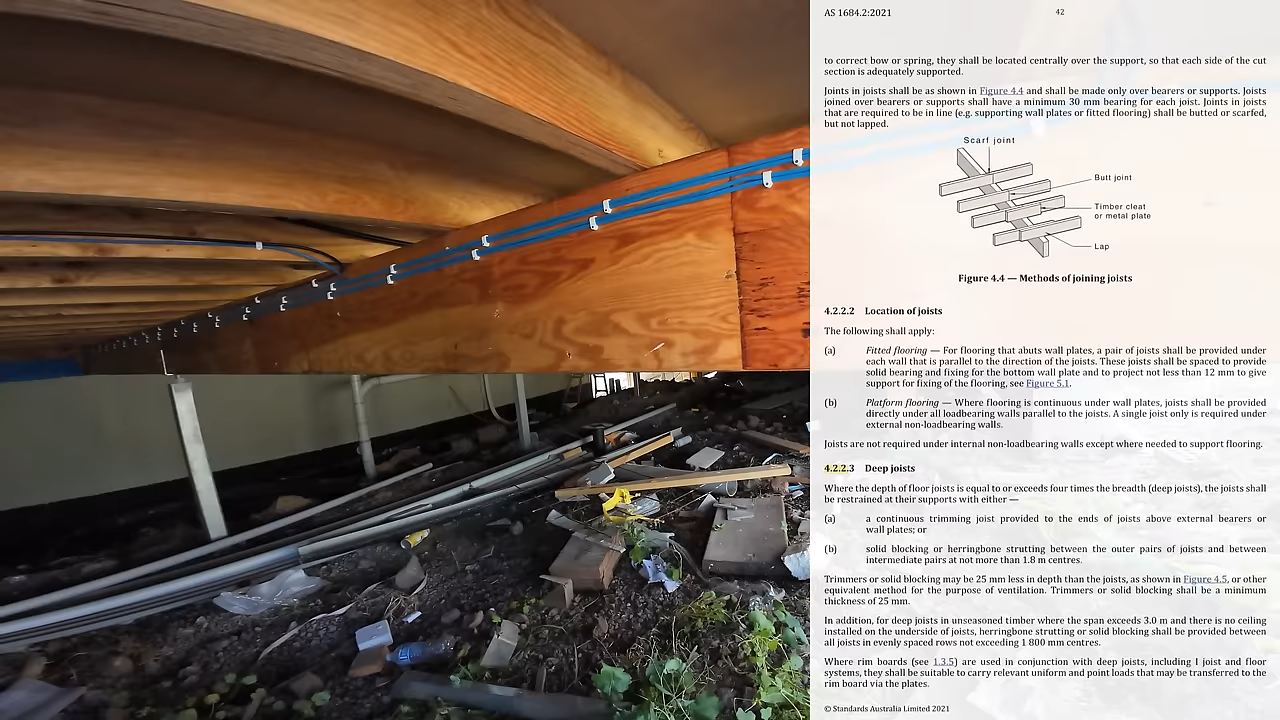 AS 1684.2:2021
42
to correct bow or spring, they shall be located centrally over the support, so that each side of the cut
section is adequately supported.
Joints in joists shall be as shown in Figure 4.4 and shall be made only over bearers or supports. Joists
joined over bearers or supports shall have a minimum 30 mm bearing for each joist. Joints in joists
that are required to be in line (e.g. supporting wall plates or fitted flooring) shall be butted or scarfed,
but not lapped.
Scarf joint
Butt joint
Timber cleat
or metal plate
Lap
Figure 4.4 — Methods of joining joists
4.2.2.2 Location of joists
The following shall apply:
(a) Fitted flooring — For flooring that abuts wall plates, a pair of joists shall be provided under
each wall that is parallel to the direction of the joists. These joists shall be spaced to provide
solid bearing and fixing for the bottom wall plate and to project not less than 12 mm to give
support for fixing of the flooring, see Figure 5.1.
(b) Platform flooring — Where flooring is continuous under wall plates, joists shall be provided
directly under all loadbearing walls parallel to the joists. A single joist only is required under
external non-loadbearing walls.
Joists are not required under internal non-loadbearing walls except where needed to support flooring.
4.2.2.3 Deep joists
Where the depth of floor joists is equal to or exceeds four times the breadth (deep joists), the joists shall
be restrained at their supports with either —
(a) a continuous trimming joist provided to the ends of joists above external bearers or
wall plates; or
(b) solid blocking or herringbone strutting between the outer pairs of joists and between
intermediate pairs at not more than 1.8 m centres.
Trimmers or solid blocking may be 25 mm less in depth than the joists, as shown in Figure 4.5, or other
equivalent method for the purpose of ventilation. Trimmers or solid blocking shall be a minimum
thickness of 25 mm.
In addition, for deep joists in unseasoned timber where the span exceeds 3.0 m and there is no ceiling
installed on the underside of joists, herringbone strutting or solid blocking shall be provided between
all joists in evenly spaced rows not exceeding 1 800 mm centres.
Where rim boards (see 1.3.5) are used in conjunction with deep joists, including I joist and floor
systems, they shall be suitable to carry relevant uniform and point loads that may be transferred to the
rim board via the plates.
© Standards Australia Limited 2021